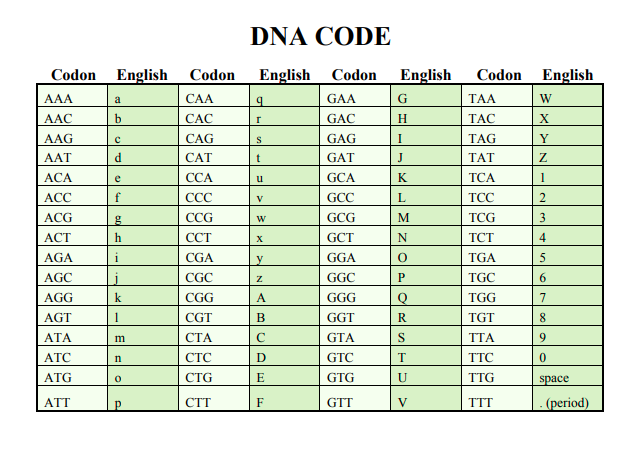 DNA CODE
Codon English Codon English Codon English Codon English
AAA a CAA q GAA G TAA W
AAC b CAC r GAC H TAC X
AAG c CAG s GAG I TAG Y
AAT d CAT t GAT J TAT Z
ACA e CCA u GCA K TCA 1
ACC f CCC v GCC L TCC 2
ACG g CCG w GCG M TCG 3
ACT h CCT x GCT N TCT 4
AGA i CGA y GGA O TGA 5
AGC j CGC z GGC P TGC 6
AGG k CGG A GGG Q TGG 7
AGT l CGT B GGT R TGT 8
ATA m CTA C GTA S TTA 9
ATC n CTC D GTC T TTC 0
ATG o CTG E GTG U TTG space
ATT p CTT F GTT V TTT . (period)